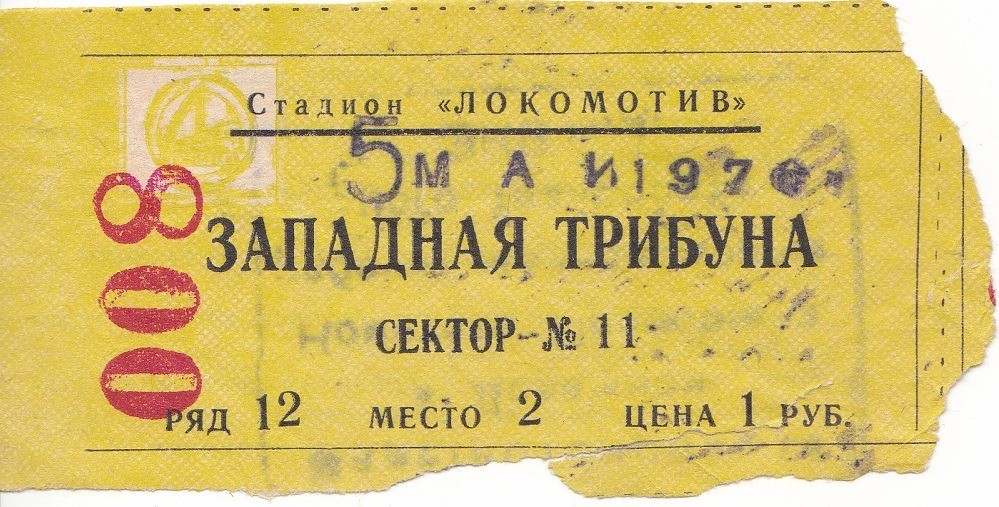 Стадион «ЛОКОМОТИВ»
5 МАЯ 197
ЗАПАДНАЯ ТРИБУНА
СЕКТОР № 11
РЯД 12 МЕСТО 2 ЦЕНА 1 РУБ.
008